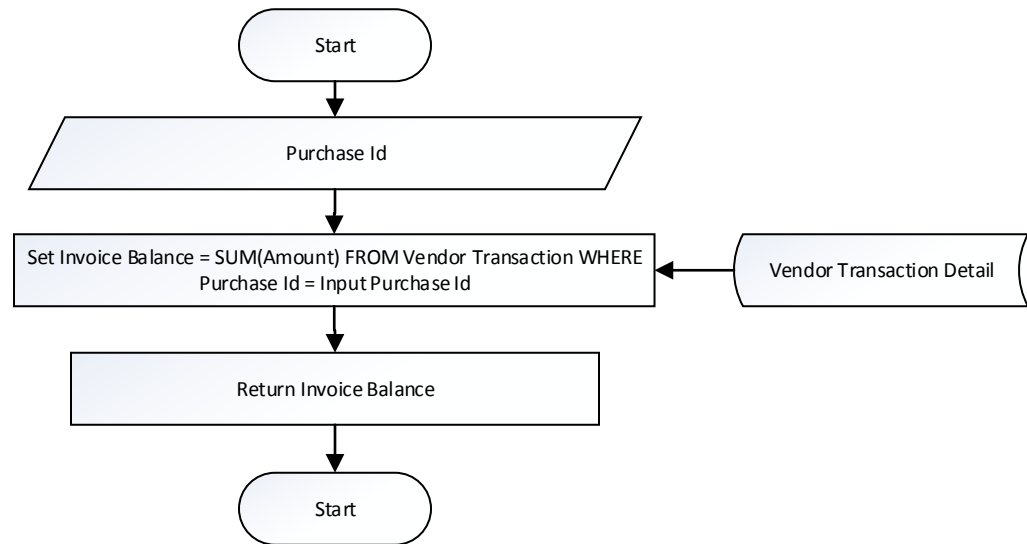 Start
Purchase Id
Set Invoice Balance = SUM(Amount) FROM Vendor Transaction WHERE
Purchase Id = Input Purchase Id
Vendor Transaction Detail
Return Invoice Balance
Start